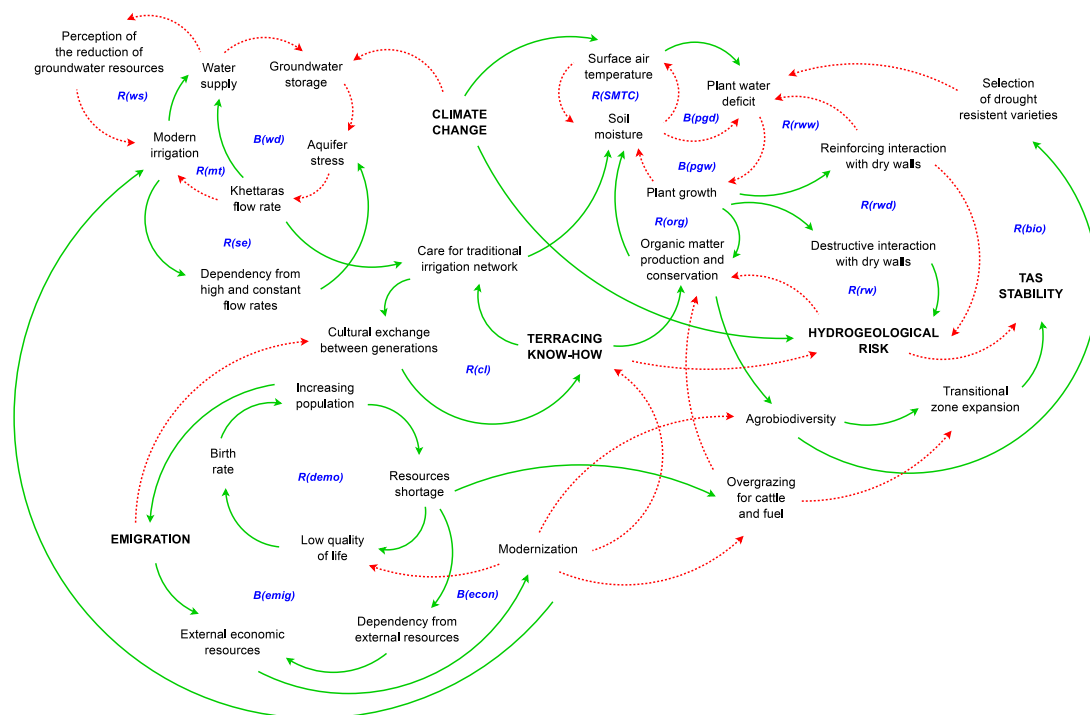 Perception of
the reduction of
groundwater resources
Water
supply
Groundwater
storage
R(ws)
CLIMATE
CHANGE
Surface air
temperature
R(SMTC)
Soil
moisture
Plant water
deficit
B(pgd)
R(rww)
Selection
of drought
resistent varieties
Modern
irrigation
B(wd)
Aquifer
stress
R(mt)
Khettaras
flow rate
B(pgw)
Plant growth
Reinforcing interaction
with dry walls
R(rwd)
R(se)
R(org)
R(bio)
Dependency from
high and constant
flow rates
Care for traditional
irrigation network
Organic matter
production and
conservation
Destructive interaction
with dry walls
R(rw)
TAS
STABILITY
Cultural exchange
between generations
TERRACING
KNOW-HOW
HYDROGEOLOGICAL
RISK
R(cl)
Increasing
population
Transitional
zone expansion
Agrobiodiversity
Birth
rate
R(demo)
Resources
shortage
Overgrazing
for cattle
and fuel
EMIGRATION
Low quality
of life
Modernization
B(emig)
B(econ)
External economic
resources
Dependency from
external resources